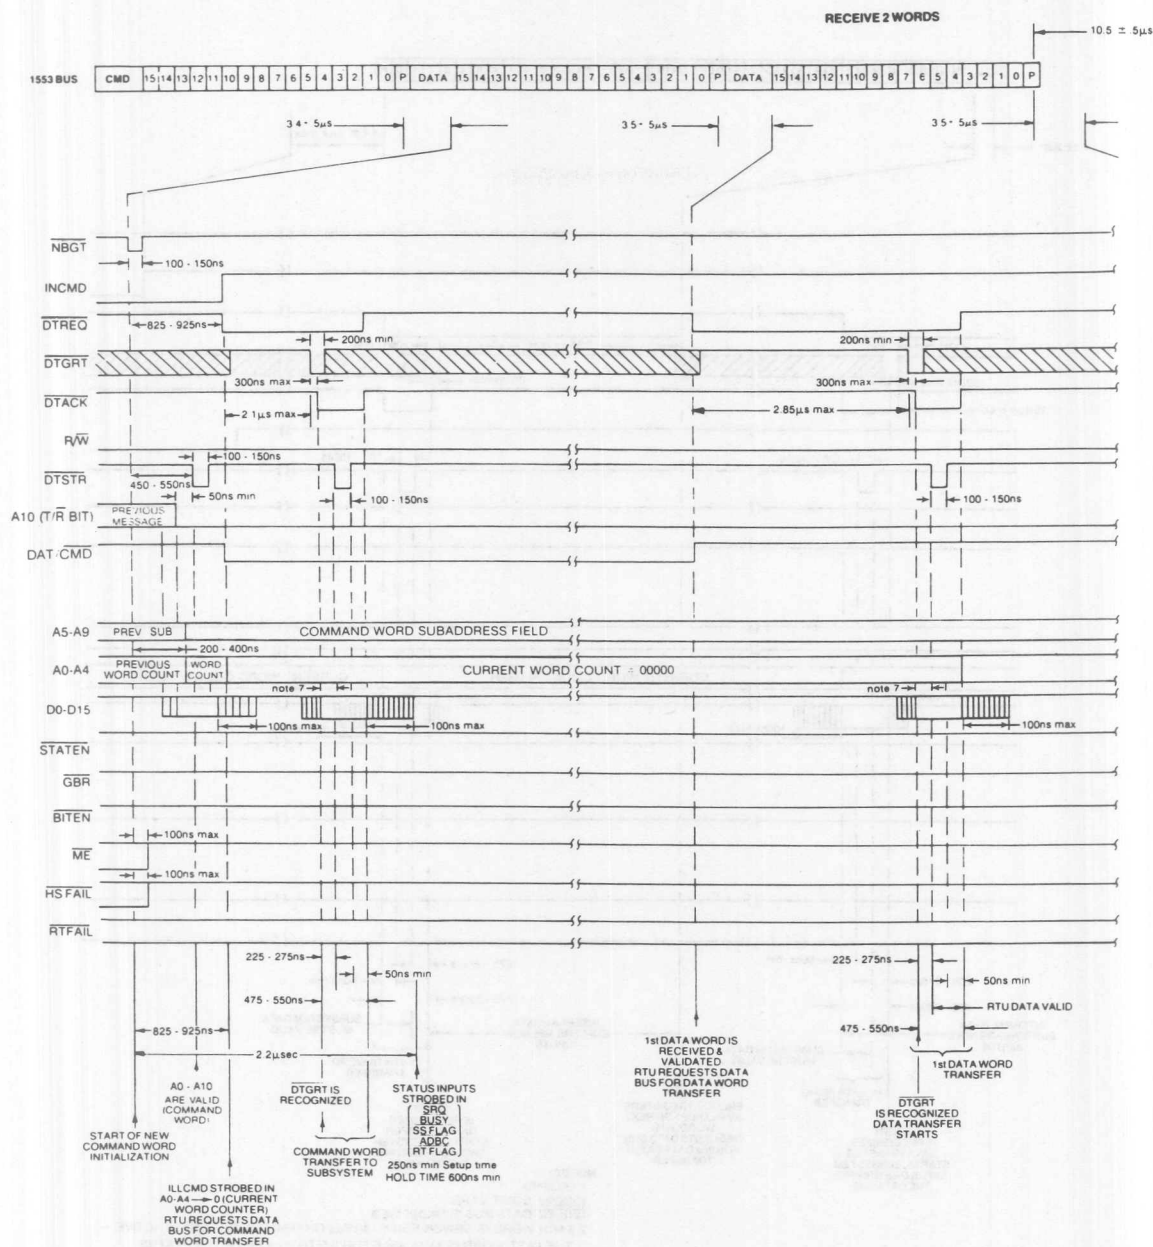 RECEIVE 2 WORDS
10.5 ± .5µs
1553 BUS CMD 15 14 13 12 11 10 9 8 7 6 5 4 3 2 1 0 P DATA 15 14 13 12 11 10 9 8 7 6 5 4 3 2 1 0 P DATA 15 14 13 12 11 10 9 8 7 6 5 4 3 2 1 0 P
3 4 - 5µs 3 5 - 5µs 3 5 - 5µs
NBGT
100 - 150ns
INCMD
DTREQ 825 - 925ns
200ns min 200ns min
DTGRT
300ns max 300ns max
DTACK
2 1µs max 2.85µs max
R/W
100 - 150ns
DTSTR
450 - 550ns
50ns min 100 - 150ns 100 - 150ns
A10 (T/R BIT) PREVIOUS
MESSAGE
DAT/CMD
A5-A9 PREV SUB COMMAND WORD SUBADDRESS FIELD
200 - 400ns
A0-A4 PREVIOUS
WORD COUNT
WORD
COUNT
CURRENT WORD COUNT = 00000
note 7 note 7
D0-D15
100ns max 100ns max 100ns max
STATEN
GBR
BITEN
100ns max
ME
100ns max
HS FAIL
RTFAIL
225 - 275ns 225 - 275ns
50ns min 50ns min
475 - 550ns RTU DATA VALID
475 - 550ns
825 - 925ns
2.2µsec
1st DATA WORD IS
RECEIVED &
VALIDATED
RTU REQUESTS DATA
BUS FOR DATA WORD
TRANSFER
1st DATA WORD
TRANSFER
A0 - A10
ARE VALID
(COMMAND
WORD)
DTGRT IS
RECOGNIZED
STATUS INPUTS
STROBED IN
SRQ
BUSY
SS FLAG
ADBC
RT FLAG
250ns min Setup time
HOLD TIME 600ns min
DTGRT
IS RECOGNIZED
DATA TRANSFER
STARTS
START OF NEW
COMMAND WORD
INITIALIZATION
COMMAND WORD
TRANSFER TO
SUBSYSTEM
ILLCMD STROBED IN
A0-A4 → 0 (CURRENT
WORD COUNTER)
RTU REQUESTS DATA
BUS FOR COMMAND
WORD TRANSFER